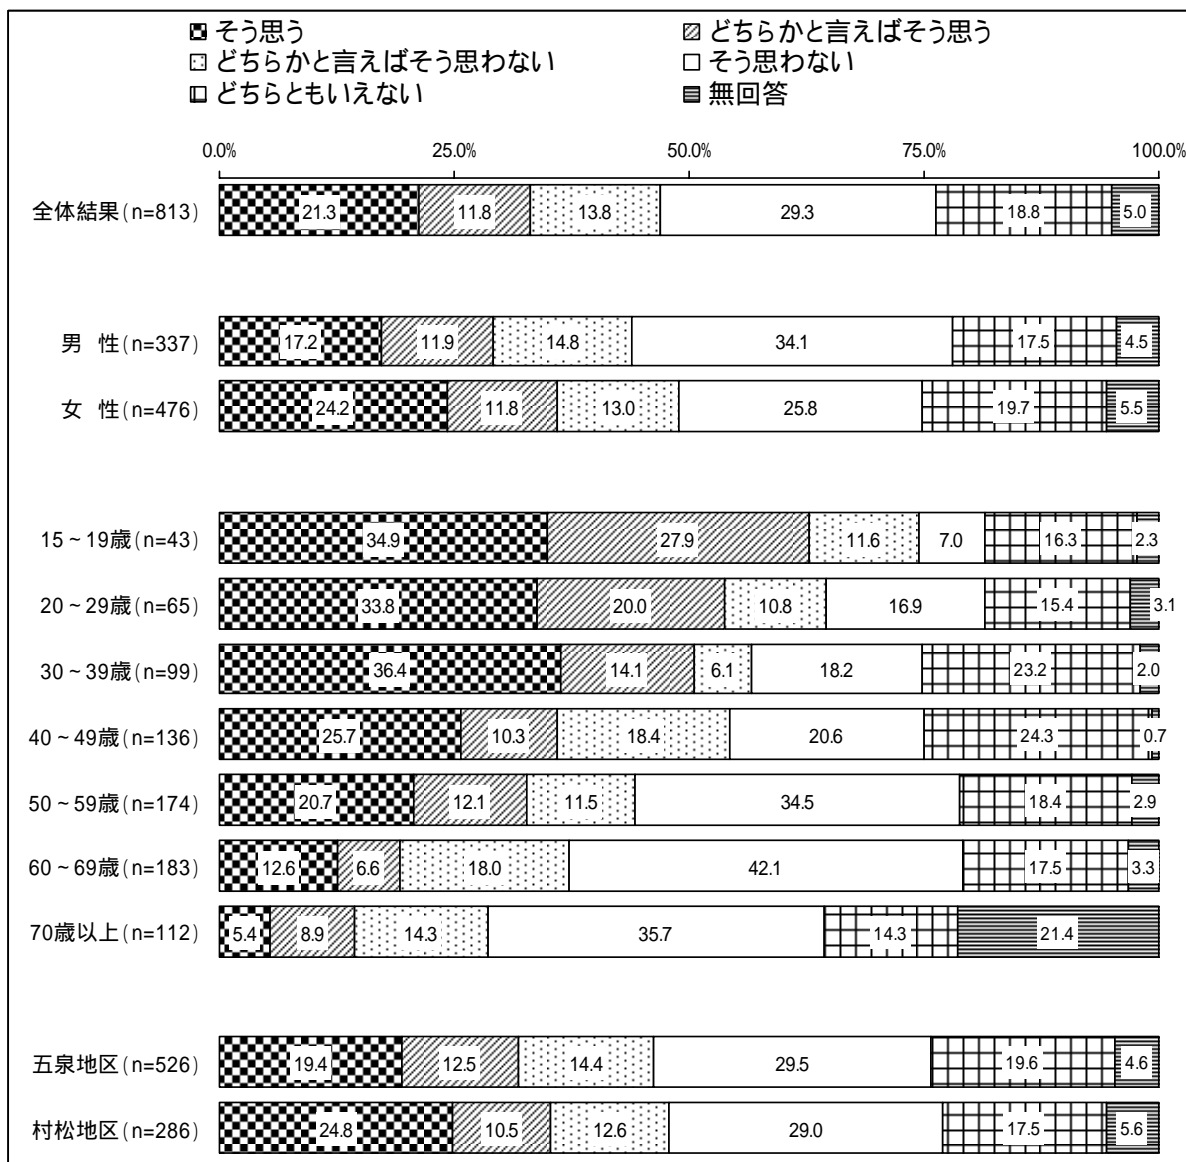 そう思う どちらかと言えばそう思う
どちらかと言えばそう思わない そう思わない
どちらともいえない 無回答
0.0% 25.0% 50.0% 75.0% 100.0%
全体結果(n=813) 21.3 11.8 13.8 29.3 18.8 5.0
男 性(n=337) 17.2 11.9 14.8 34.1 17.5 4.5
女 性(n=476) 24.2 11.8 13.0 25.8 19.7 5.5
15~19歳(n=43) 34.9 27.9 11.6 7.0 16.3 2.3
20~29歳(n=65) 33.8 20.0 10.8 16.9 15.4 3.1
30~39歳(n=99) 36.4 14.1 6.1 18.2 23.2 2.0
40~49歳(n=136) 25.7 10.3 18.4 20.6 24.3 0.7
50~59歳(n=174) 20.7 12.1 11.5 34.5 18.4 2.9
60~69歳(n=183) 12.6 6.6 18.0 42.1 17.5 3.3
70歳以上(n=112) 5.4 8.9 14.3 35.7 14.3 21.4
五泉地区(n=526) 19.4 12.5 14.4 29.5 19.6 4.6
村松地区(n=286) 24.8 10.5 12.6 29.0 17.5 5.6